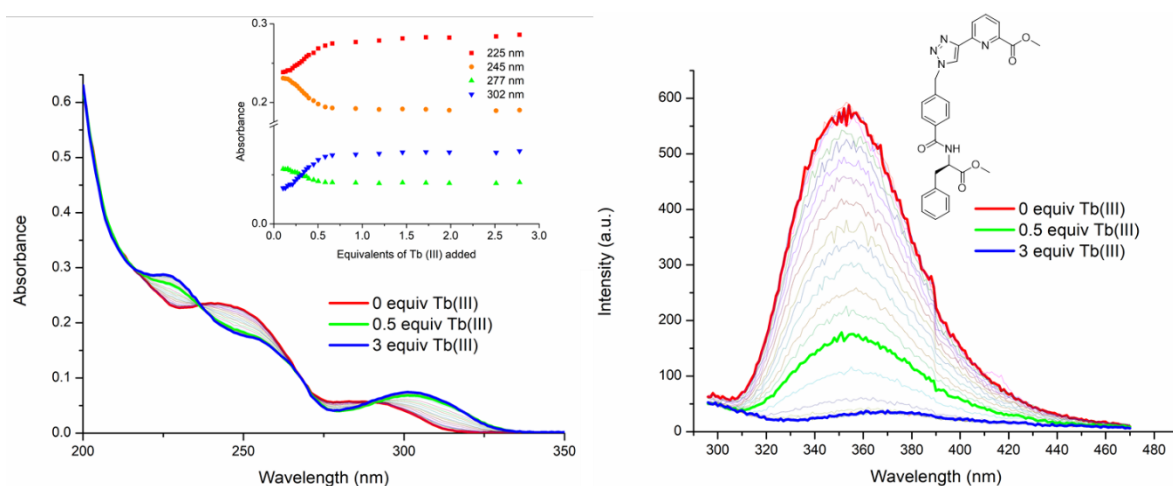 0.3
0.2
0.0
Absorbance
225 nm
245 nm
277 nm
302 nm
0.0 0.5 1.0 1.5 2.0 2.5 3.0
Equivalents of Tb (III) added
0.6
0.5
0.4
0.3
0.2
0.1
0.0
Absorbance
0 equiv Tb(III)
0.5 equiv Tb(III)
3 equiv Tb(III)
200 250 300 350
Wavelength (nm)
600
500
400
300
200
100
0
Intensity (a.u.)
N
N
N
N
O
O
O
NH
O
O
0 equiv Tb(III)
0.5 equiv Tb(III)
3 equiv Tb(III)
300 320 340 360 380 400 420 440 460 480
Wavelength (nm)